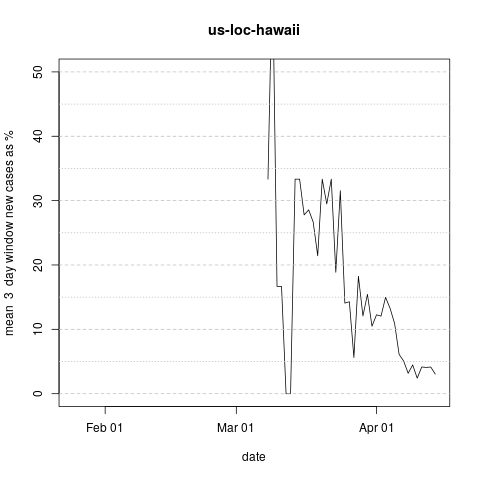 us-loc-hawaii
mean 3 day window new cases as %
50
40
30
20
10
0
Feb 01
Mar 01
Apr 01
date